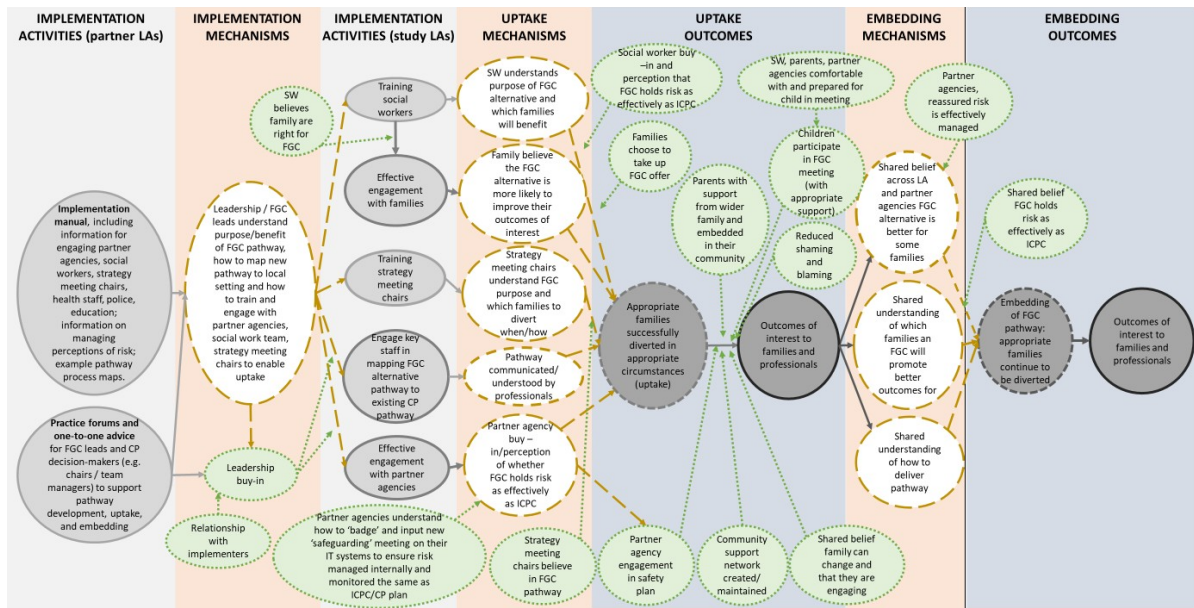 IMPLEMENTATION
ACTIVITIES (partner LAs)
IMPLEMENTATION
MECHANISMS
IMPLEMENTATION
ACTIVITIES (study LAs)
UPTAKE
MECHANISMS
UPTAKE
OUTCOMES
EMBEDDING
MECHANISMS
EMBEDDING
OUTCOMES
Implementation
manual, including
information for
engaging partner
agencies, social
workers, strategy
meeting chairs,
health staff, police,
education;
information on
managing
perceptions of risk;
example pathway
process maps.
Practice forums and
one-to-one advice
for FGC leads and CP
decision-makers (e.g.
chairs / team
managers) to support
pathway
development, uptake,
and embedding
SW
believes
family are
right for
FGC
Leadership / FGC
leads understand
purpose/benefit
of FGC pathway,
how to map new
pathway to local
setting and how
to train and
engage with
partner agencies,
social work team,
strategy meeting
chairs to enable
uptake
Leadership
buy-in
Relationship
with
implementers
Training
social
workers
Effective
engagement
with families
Training
strategy
meeting
chairs
Engage key
staff in
mapping FGC
alternative
pathway to
existing CP
pathway
Effective
engagement
with partner
agencies
Partner agencies understand
how to ‘badge’ and input new
‘safeguarding’ meeting on their
IT systems to ensure risk
managed internally and
monitored the same as
ICPC/CP plan
SW understands
purpose of FGC
alternative and
which families
will benefit
Family believe
the FGC
alternative is
more likely to
improve their
outcomes of
interest
Strategy
meeting chairs
understand FGC
purpose and
which families to
divert
when/how
Pathway
communicated/
understood by
professionals
Partner agency
buy –
in/perception of
whether FGC
holds risk as
effectively as
ICPC
Strategy
meeting chairs
believe in FGC
pathway
Social worker buy
–in and
perception that
FGC holds risk as
effectively as ICPC
Families
choose to
take up
FGC offer
Appropriate
families
successfully
diverted in
appropriate
circumstances
(uptake)
Parents with
support
from wider
family and
embedded in
their
community
SW, parents, partner
agencies comfortable
with and prepared for
child in meeting
Children
participate in
FGC meeting
(with
appropriate
support)
Reduced
shaming and
blaming
Outcomes of
interest to
families and
professionals
Partner
agency
engagement
in safety
plan
Community
support
network
created/
maintained
Shared belief
family can
change and
that they are
engaging
Partner
agencies,
reassured risk
is effectively
managed
Shared belief
across LA
and partner
agencies FGC
alternative is
better for
some
families
Shared
understanding
of which
families an
FGC will
promote
better
outcomes for
Shared
understanding
of how to
deliver
pathway
Shared belief
FGC holds
risk as
effectively as
ICPC
Embedding
of FGC
pathway:
appropriate
families
continue to
be diverted
Outcomes of
interest to families
and professionals